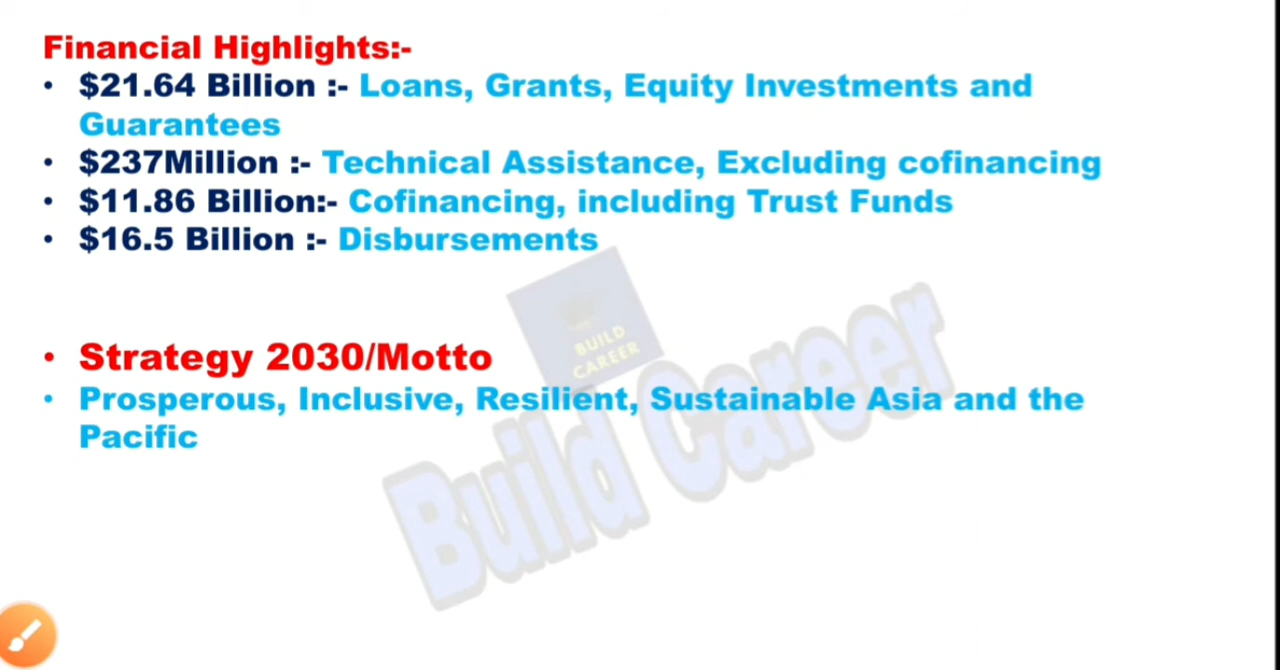 Financial Highlights:-
• $21.64 Billion :- Loans, Grants, Equity Investments and
Guarantees
• $237Million :- Technical Assistance, Excluding cofinancing
• $11.86 Billion:- Cofinancing, including Trust Funds
• $16.5 Billion :- Disbursements
BUILD
CAREER
• Strategy 2030/Motto
• Prosperous, Inclusive, Resilient, Sustainable Asia and the
Pacific
Build Career